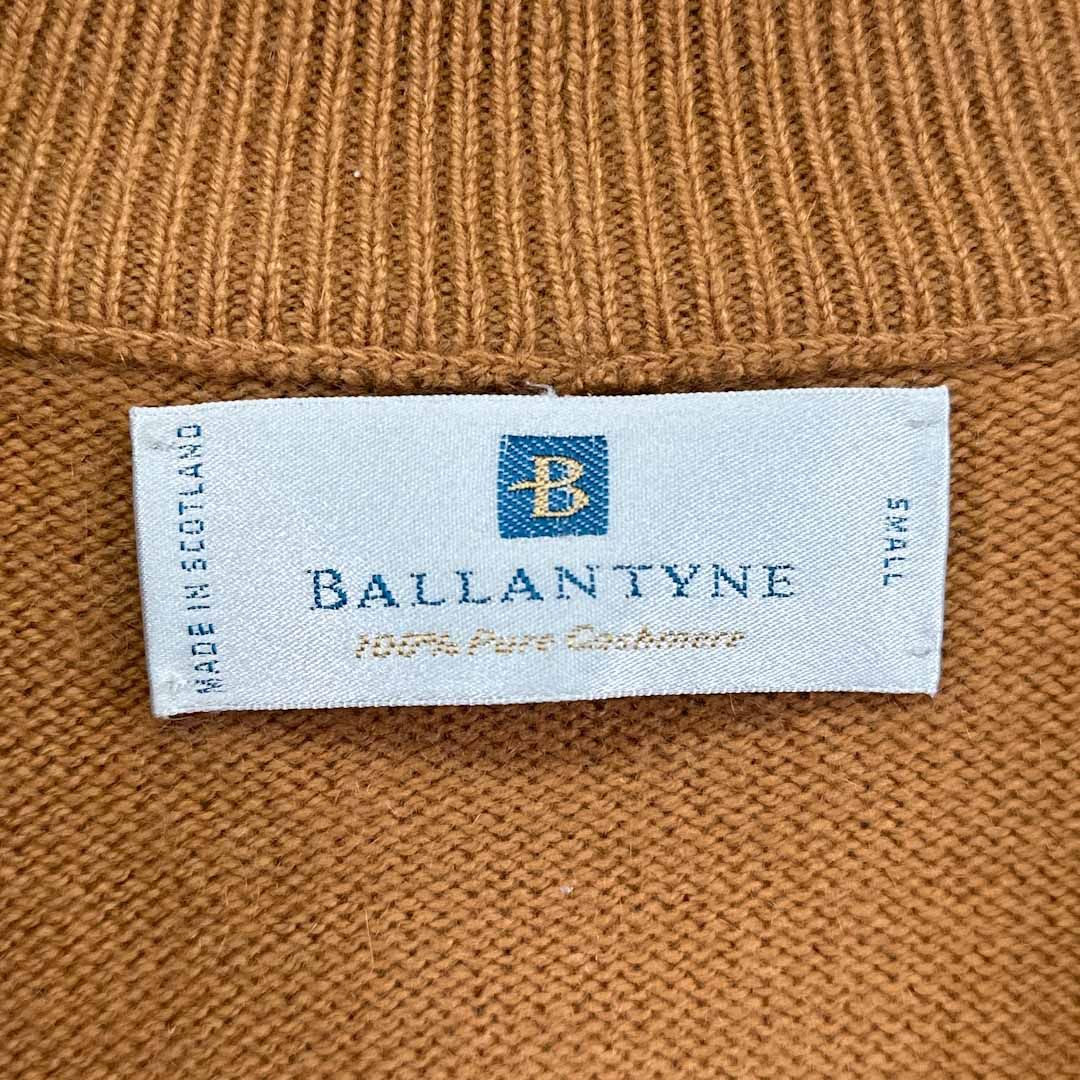 MADE IN SCOTLAND
B
BALLANTYNE
100% Pure Cashmere
SMALL